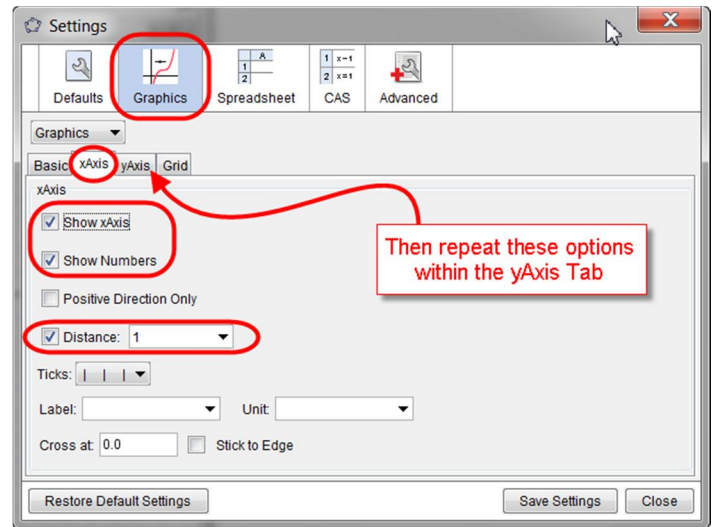 Settings
Defaults Graphics Spreadsheet CAS Advanced
Graphics
Basic xAxis yAxis Grid
xAxis
Show xAxis
Show Numbers
Then repeat these options
within the yAxis Tab
Positive Direction Only
Distance: 1
Ticks: | | |
Label: Unit:
Cross at: 0.0 Stick to Edge
Restore Default Settings Save Settings Close